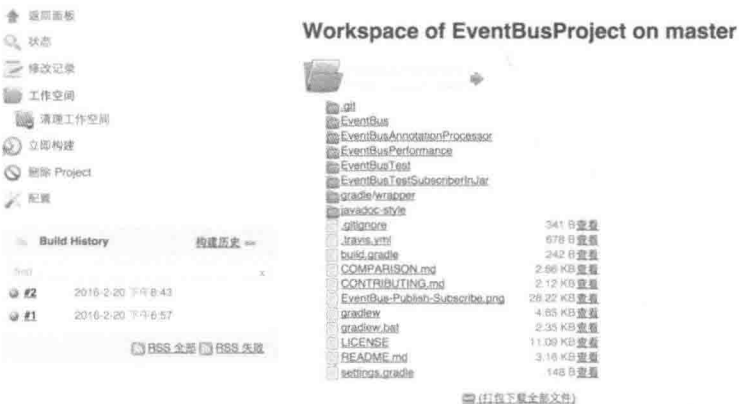 返回面板
状态
修改记录
工作空间
清理工作空间
立即构建
删除 Project
配置
Build History 构建历史
find x
#2 2016-2-20 下午8:43
#1 2016-2-20 下午6:57
RSS 全部 RSS 失败
Workspace of EventBusProject on master
.git
EventBus
EventBusAnnotationProcessor
EventBusPerformance
EventBusTest
EventBusTestSubscriberInJar
gradle/wrapper
javadoc-style
.gitignore 341 B 查看
.travis.yml 678 B 查看
build.gradle 242 B 查看
COMPARISON.md 2.86 KB 查看
CONTRIBUTING.md 2.12 KB 查看
EventBus-Publish-Subscribe.png 28.22 KB 查看
gradlew 4.85 KB 查看
gradlew.bat 2.35 KB 查看
LICENSE 11.09 KB 查看
README.md 3.16 KB 查看
settings.gradle 148 B 查看
(打包下载全部文件)